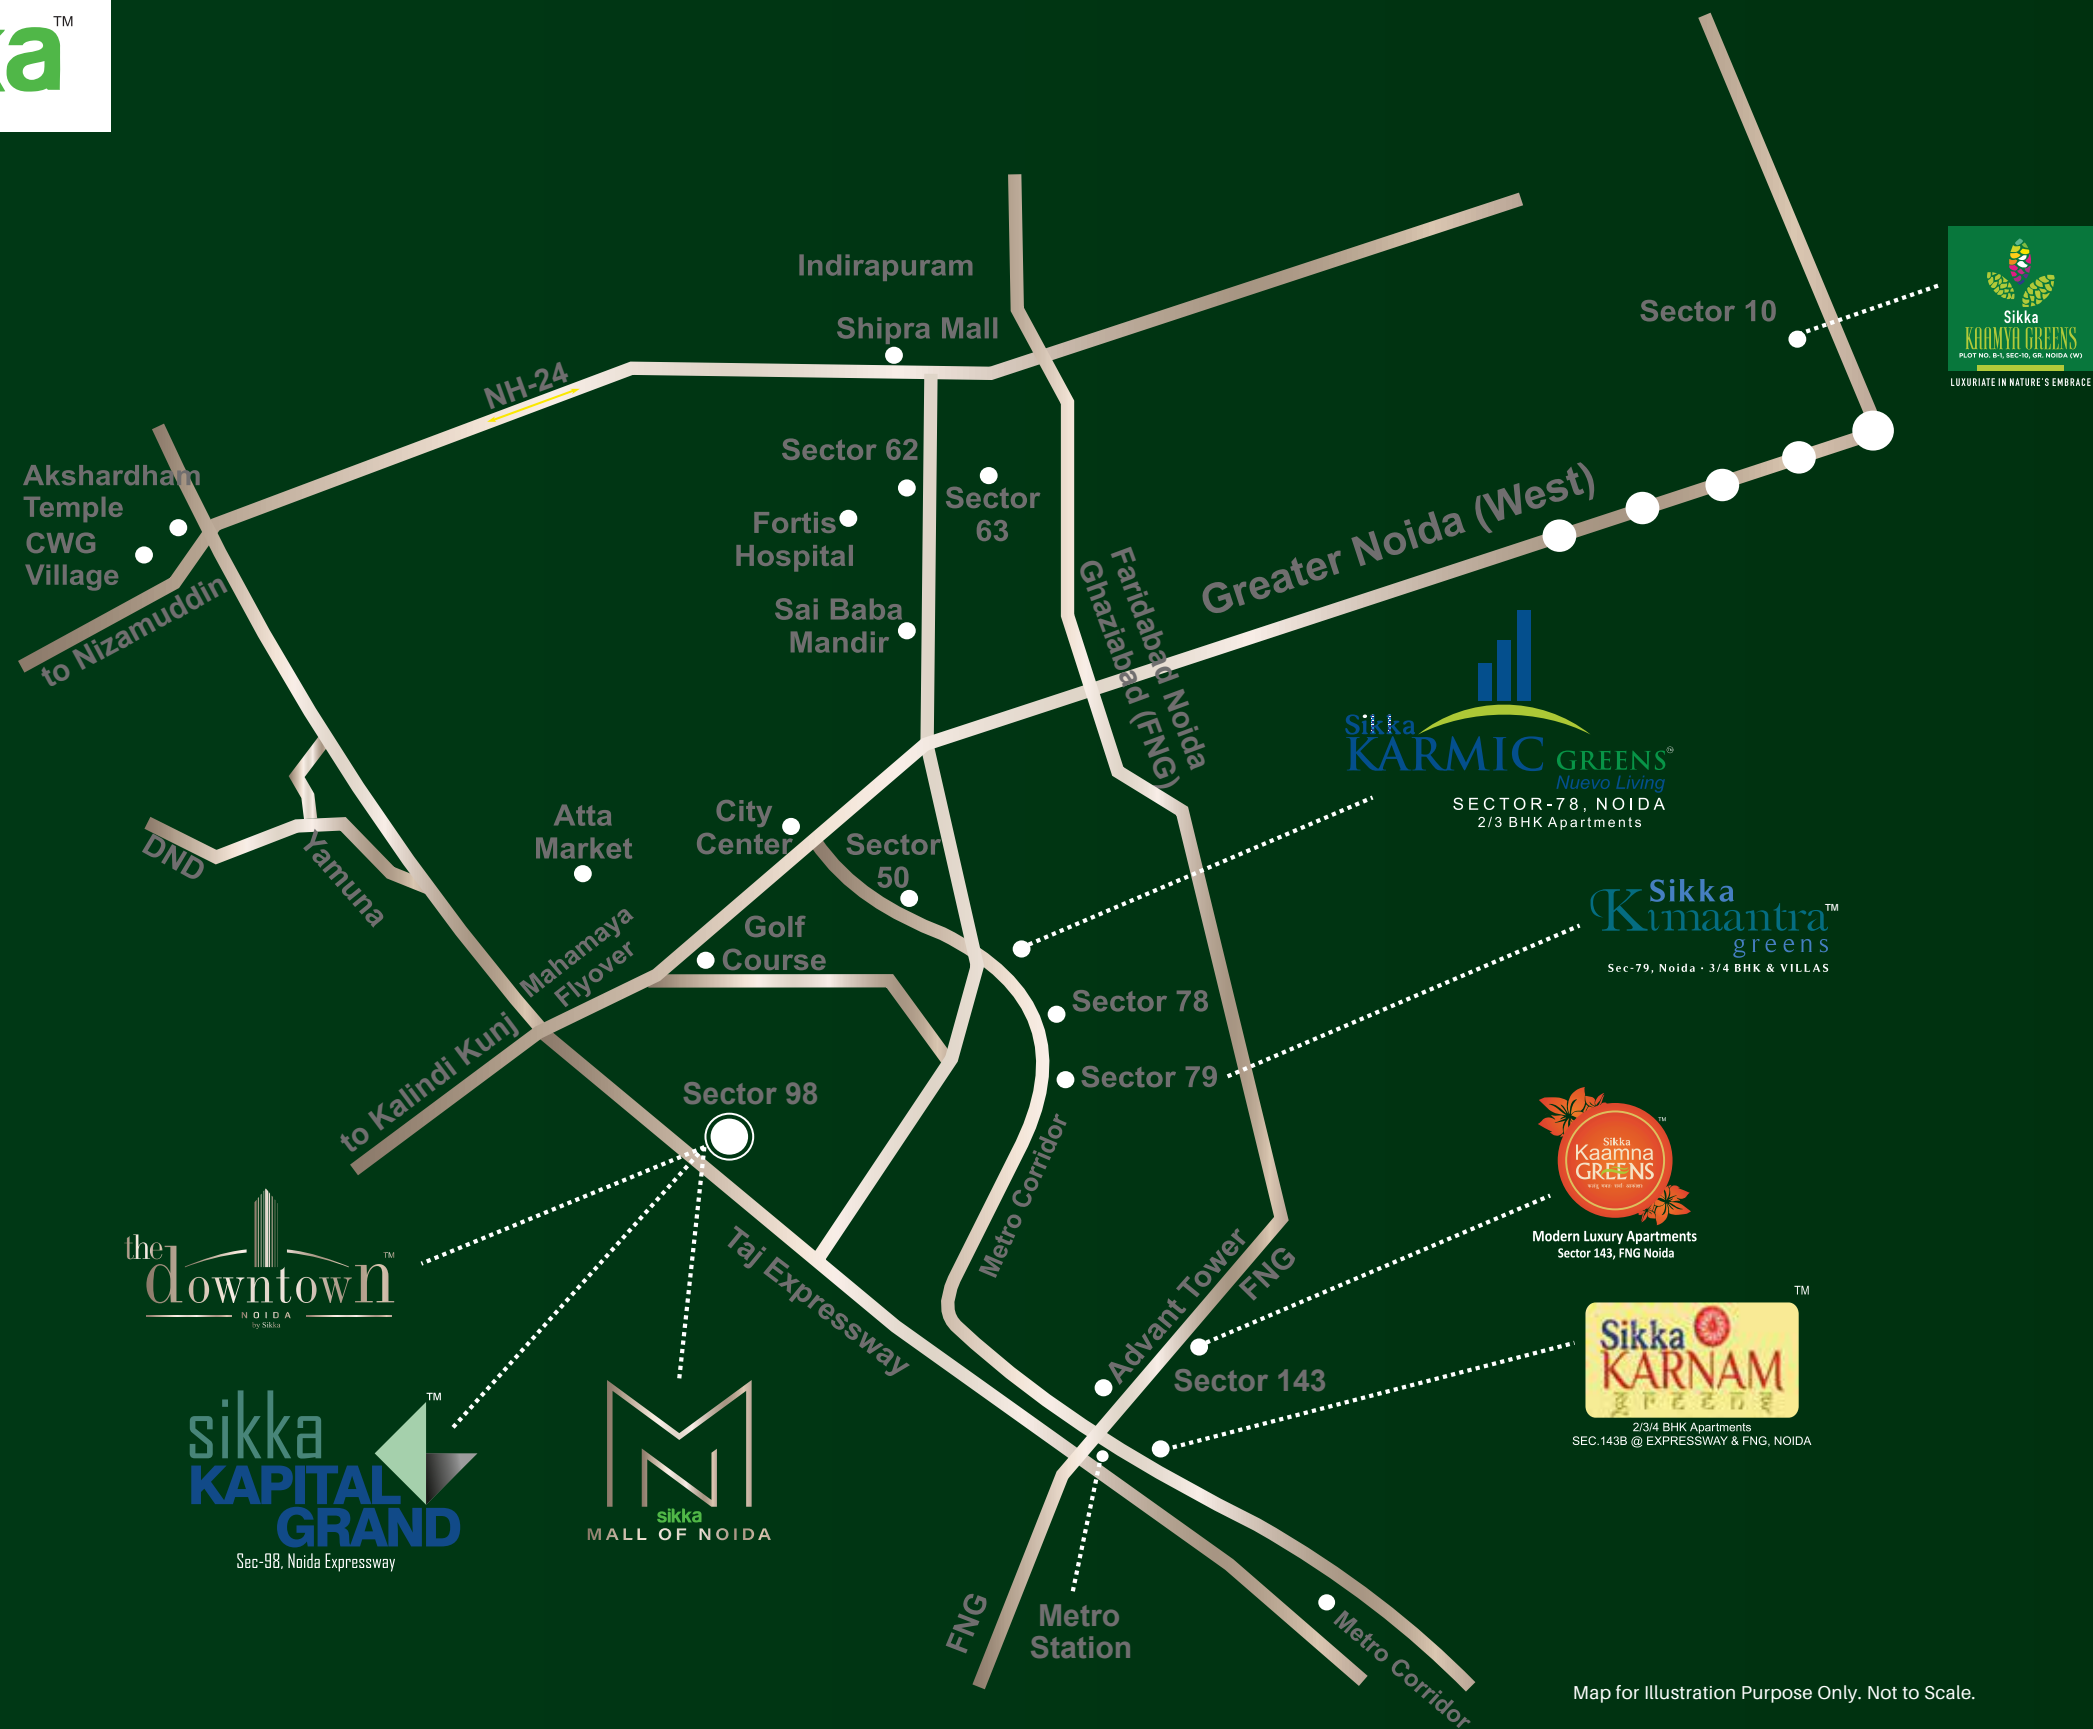 ka™
Indirapuram
Shipra Mall
Sector 10
Sikka
KAAMYA GREENS
PLOT NO. B-1, SEC-10, GR. NOIDA (W)
LUXURIATE IN NATURE'S EMBRACE
NH-24
Akshardham
Temple
CWG
Village
to Nizamuddin
Sector 62
Sector
63
Fortis
Hospital
Sai Baba
Mandir
Greater Noida (West)
Faridabad Noida
Ghaziabad (FNG)
Sikka
KARMIC GREENS
Nuevo Living
SECTOR-78, NOIDA
2/3 BHK Apartments
DND
Yamuna
Atta
Market
City
Center
Sector
50
Golf
Course
Mahamaya
Flyover
to Kalindi Kunj
Sikka
Kimaantra™
greens
Sec-79, Noida · 3/4 BHK & VILLAS
Sector 78
Sector 79
Sector 98
Metro Corridor
Taj Expressway
Advant Tower
FNG
Sikka
Kaamna
GREENS
™
Modern Luxury Apartments
Sector 143, FNG Noida
the
downtown™
NOIDA
by Sikka
Sector 143
™
Sikka
KARNAM
greens
2/3/4 BHK Apartments
SEC.143B @ EXPRESSWAY & FNG, NOIDA
sikka™
KAPITAL
GRAND
Sec-98, Noida Expressway
sikka
MALL OF NOIDA
FNG
Metro
Station
Metro Corridor
Map for Illustration Purpose Only. Not to Scale.